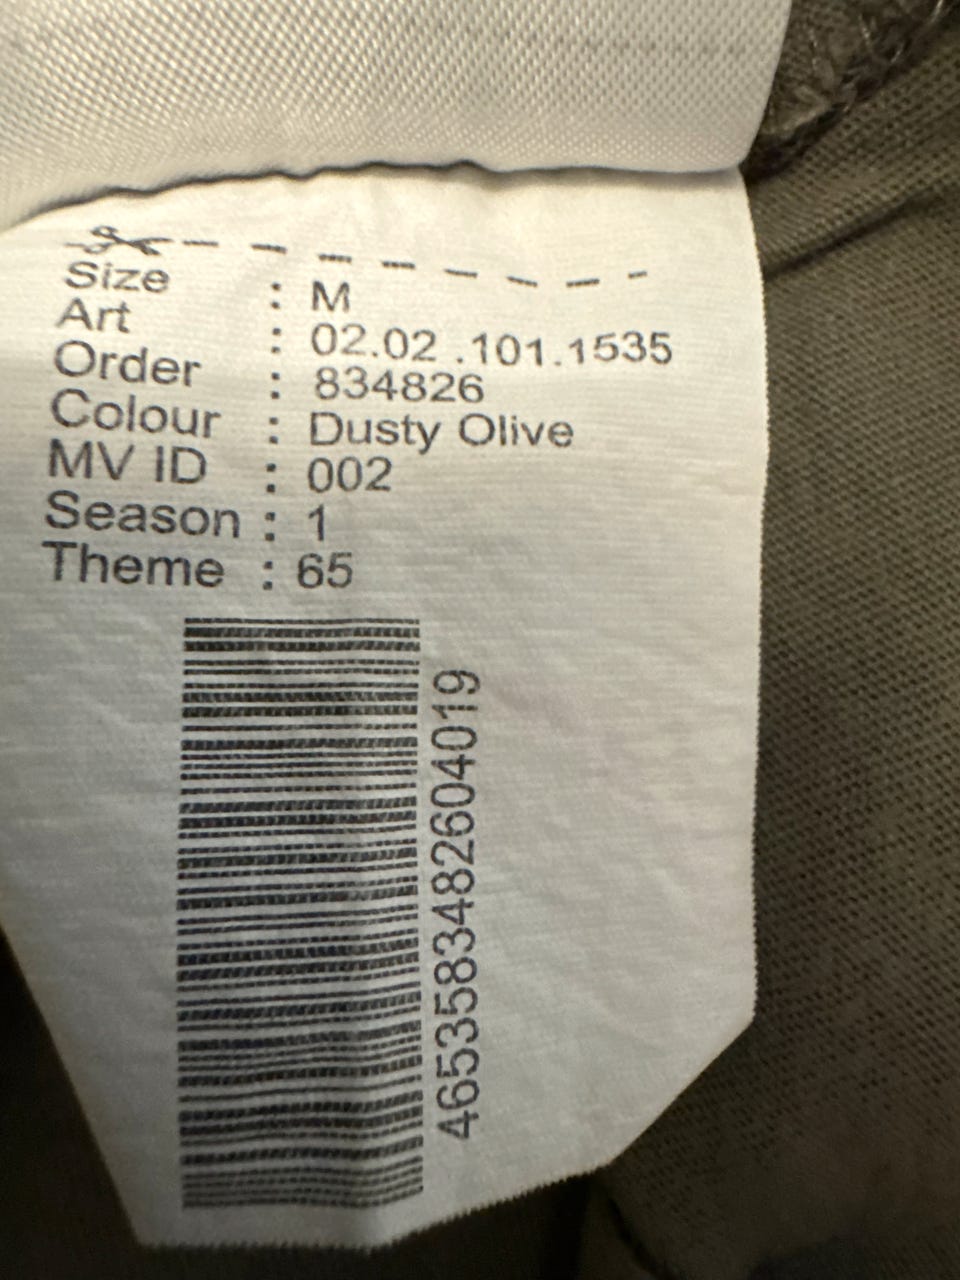 Size : M
Art : 02.02 .101.1535
Order : 834826
Colour : Dusty Olive
MV ID : 002
Season : 1
Theme : 65
4653583482604019